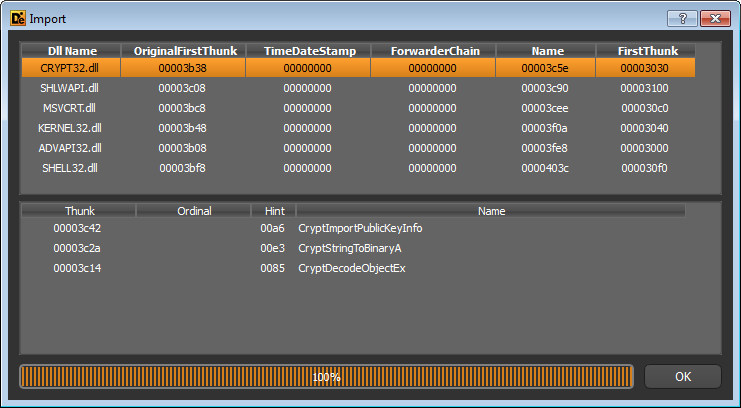 De Import
Dll Name OriginalFirstThunk TimeDateStamp ForwarderChain Name FirstThunk
CRYPT32.dll 00003b38 00000000 00000000 00003c5e 00003030
SHLWAPI.dll 00003c08 00000000 00000000 00003c90 00003100
MSVCRT.dll 00003bc8 00000000 00000000 00003cee 000030c0
KERNEL32.dll 00003b48 00000000 00000000 00003f0a 00003040
ADVAPI32.dll 00003b08 00000000 00000000 00003fe8 00003000
SHELL32.dll 00003bf8 00000000 00000000 0000403c 000030f0
Thunk Ordinal Hint Name
00003c42 00a6 CryptImportPublicKeyInfo
00003c2a 00e3 CryptStringToBinaryA
00003c14 0085 CryptDecodeObjectEx
100% OK